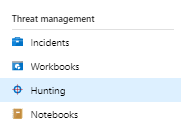 Threat management
Incidents
Workbooks
Hunting
Notebooks